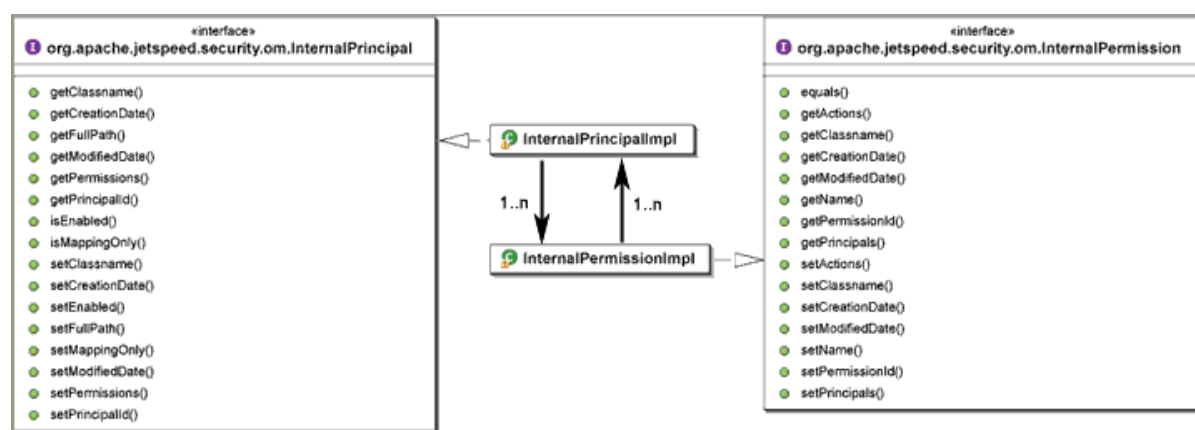 «interface»
org.apache.jetspeed.security.om.InternalPrincipal
getClassname()
getCreationDate()
getFullPath()
getModifiedDate()
getPermissions()
getPrincipalId()
isEnabled()
isMappingOnly()
setClassname()
setCreationDate()
setEnabled()
setFullPath()
setMappingOnly()
setModifiedDate()
setPermissions()
setPrincipalId()
InternalPrincipalImpl
1..n
1..n
InternalPermissionImpl
«interface»
org.apache.jetspeed.security.om.InternalPermission
equals()
getActions()
getClassname()
getCreationDate()
getModifiedDate()
getName()
getPermissionId()
getPrincipals()
setActions()
setClassname()
setCreationDate()
setModifiedDate()
setName()
setPermissionId()
setPrincipals()